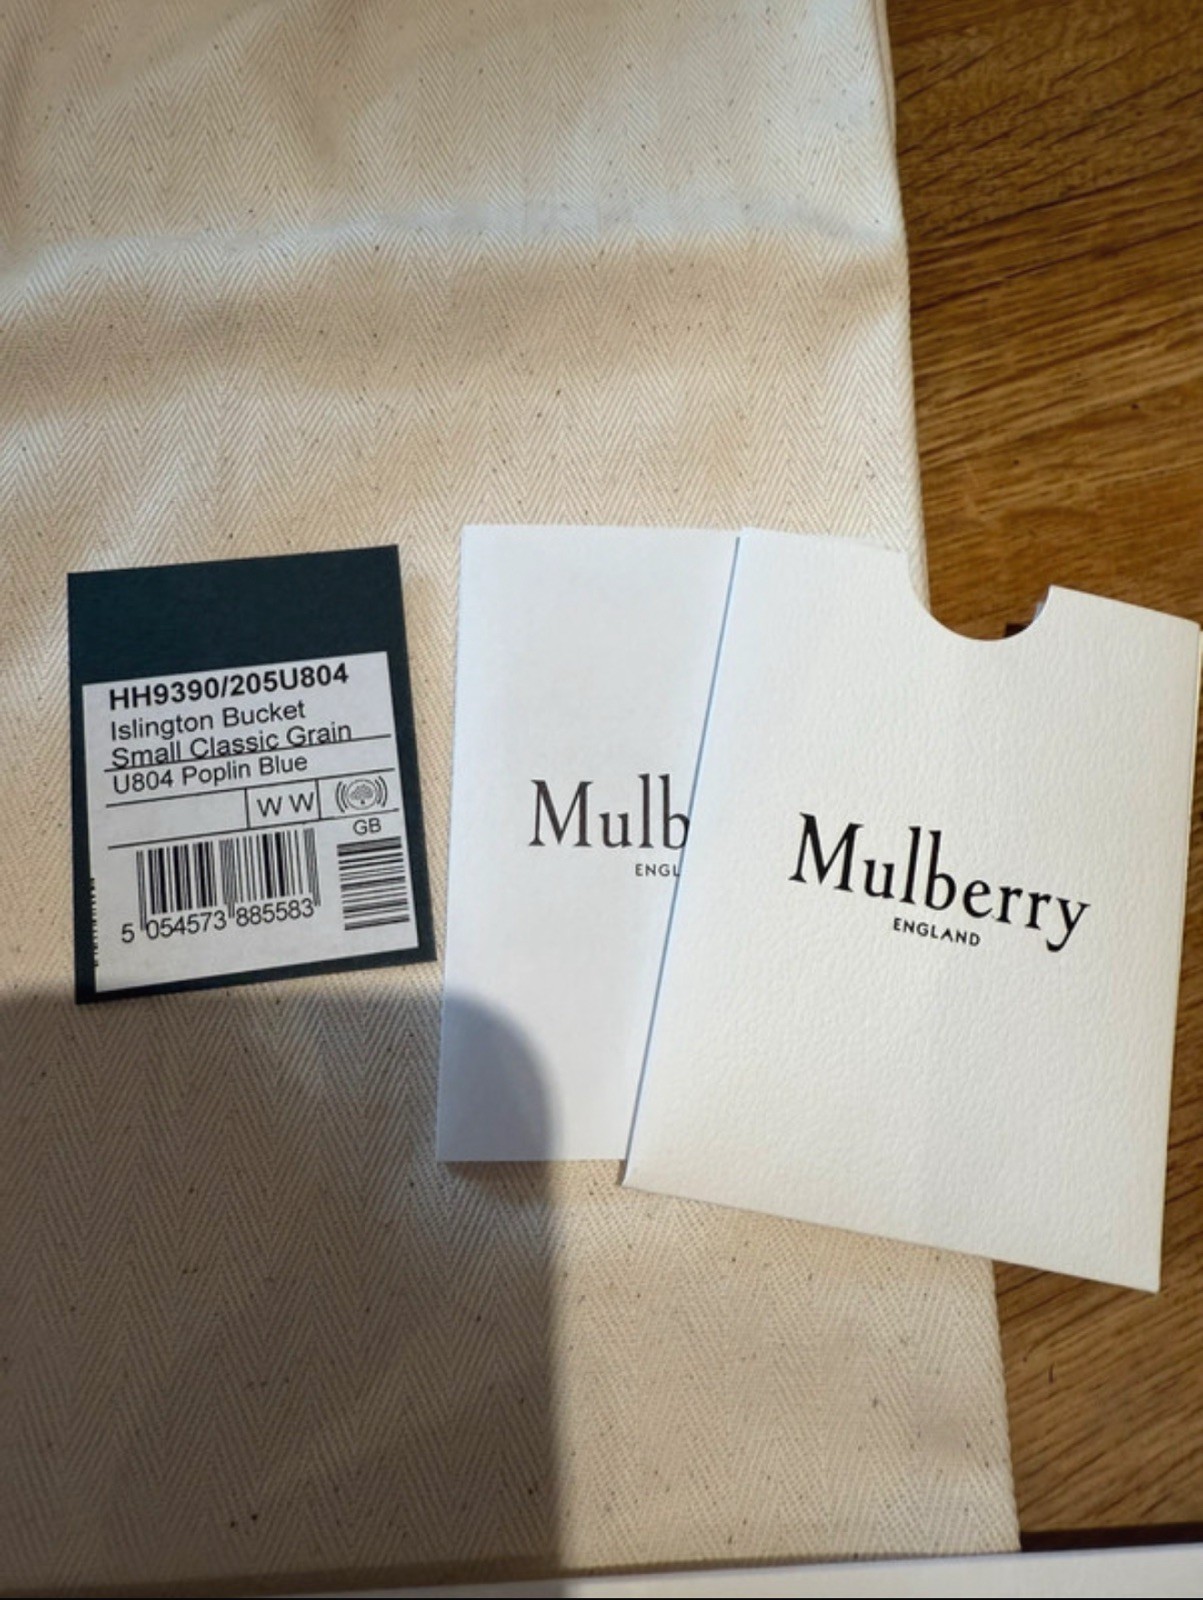 HH9390/205U804
Islington Bucket
Small Classic Grain
U804 Poplin Blue
W W
GB
5 054573 885583
Mulb
ENGL
Mulberry
ENGLAND